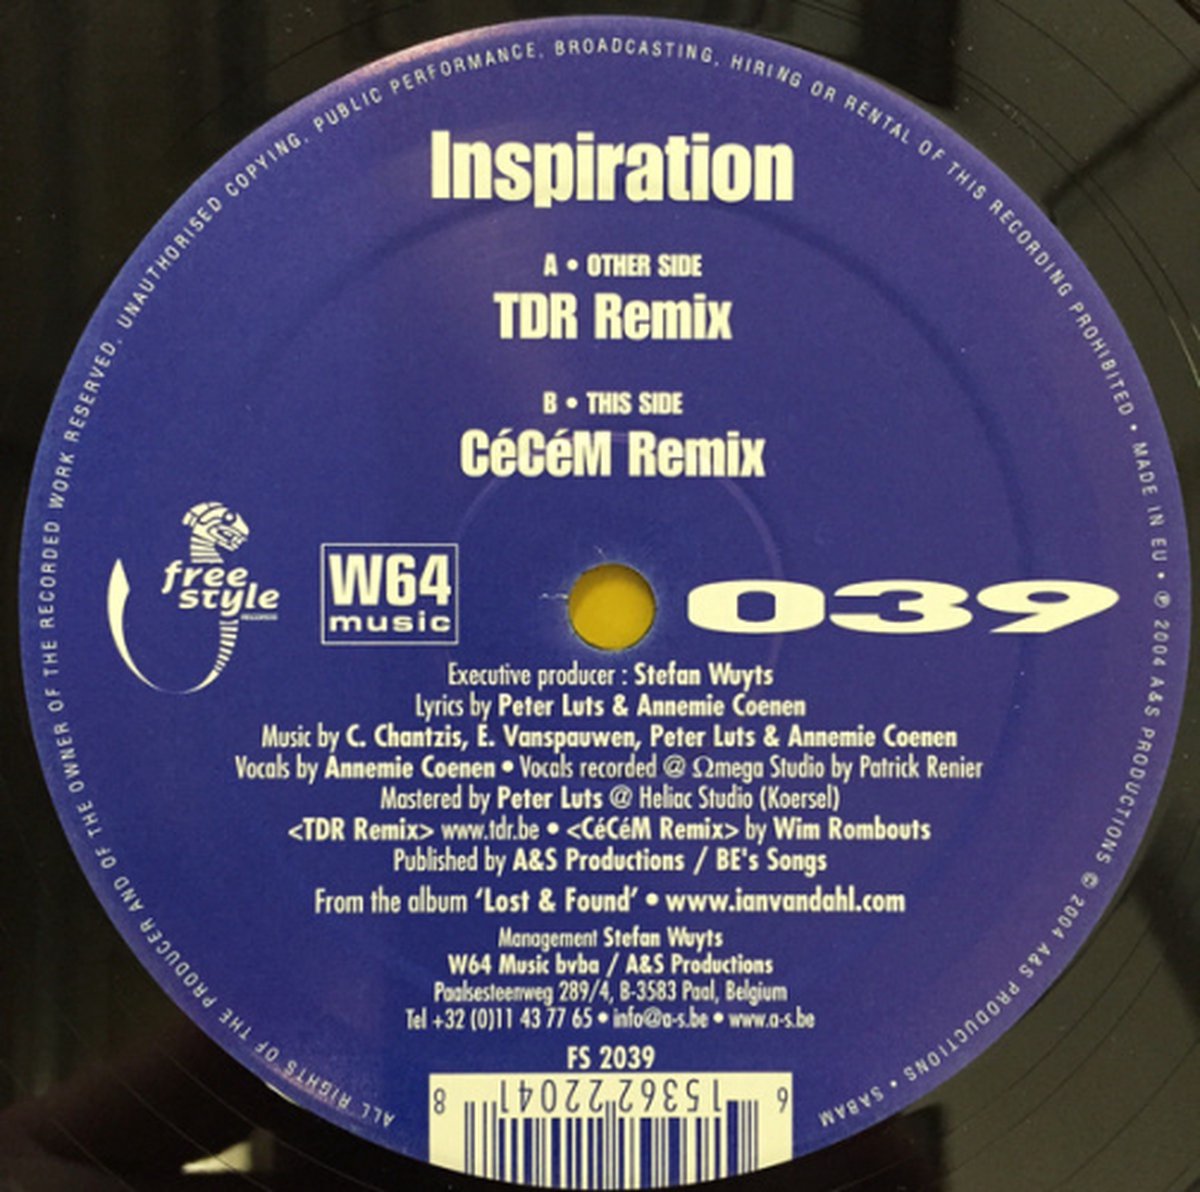 ALL RIGHTS OF THE PRODUCER AND OF THE OWNER OF THE RECORDED WORK RESERVED. UNAUTHORISED COPYING, PUBLIC PERFORMANCE, BROADCASTING, HIRING OR RENTAL OF THIS RECORDING PROHIBITED • MADE IN EU • ℗ 2004 A&S PRODUCTIONS © 2004 A&S PRODUCTIONS • SABAM
Inspiration
A • OTHER SIDE
TDR Remix
B • THIS SIDE
CéCéM Remix
free
style
RECORDS
W64
music
039
Executive producer : Stefan Wuyts
Lyrics by Peter Luts & Annemie Coenen
Music by C. Chantzis, E. Vanspauwen, Peter Luts & Annemie Coenen
Vocals by Annemie Coenen • Vocals recorded @ Ωmega Studio by Patrick Renier
Mastered by Peter Luts @ Heliac Studio (Koersel)
<TDR Remix> www.tdr.be • <CéCéM Remix> by Wim Rombouts
Published by A&S Productions / BE's Songs
From the album ‘Lost & Found’ • www.ianvandahl.com
Management Stefan Wuyts
W64 Music bvba / A&S Productions
Paalsesteenweg 289/4, B-3583 Paal, Belgium
Tel +32 (0)11 43 77 65 • info@a-s.be • www.a-s.be
FS 2039
9 15362 22041 8